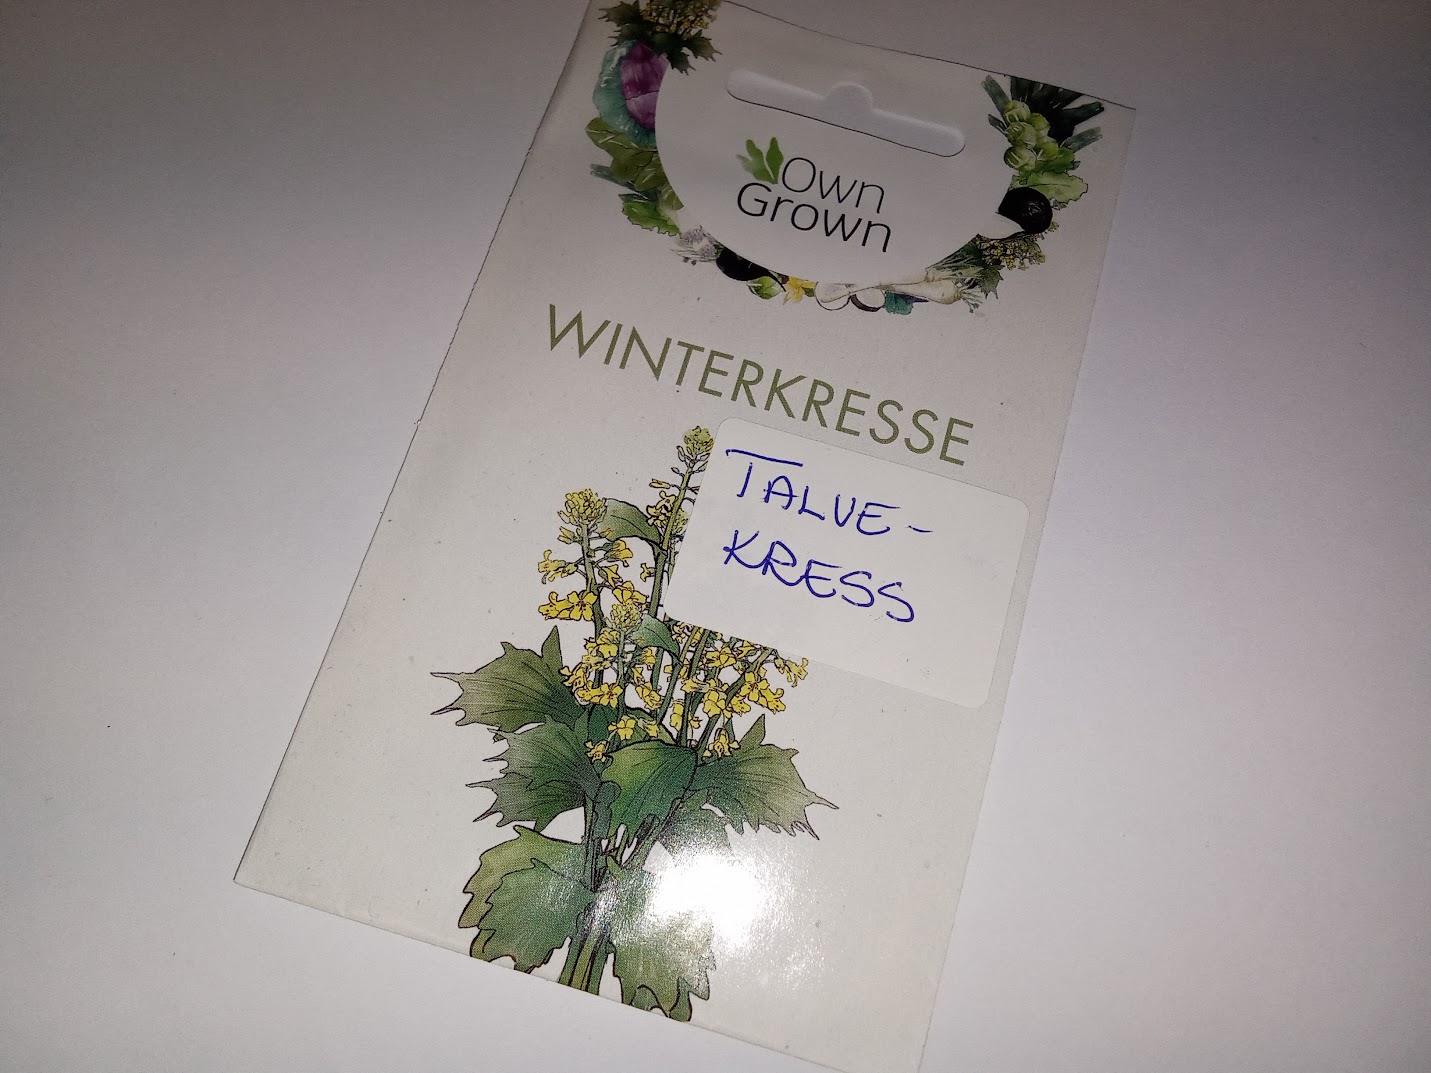 Own
Grown
WINTERKRESSE
TALVE-
KRESS